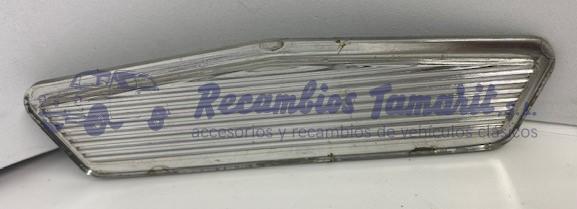 Recambios Tamarit S.L.
accesorios y recambios de vehículos clásicos